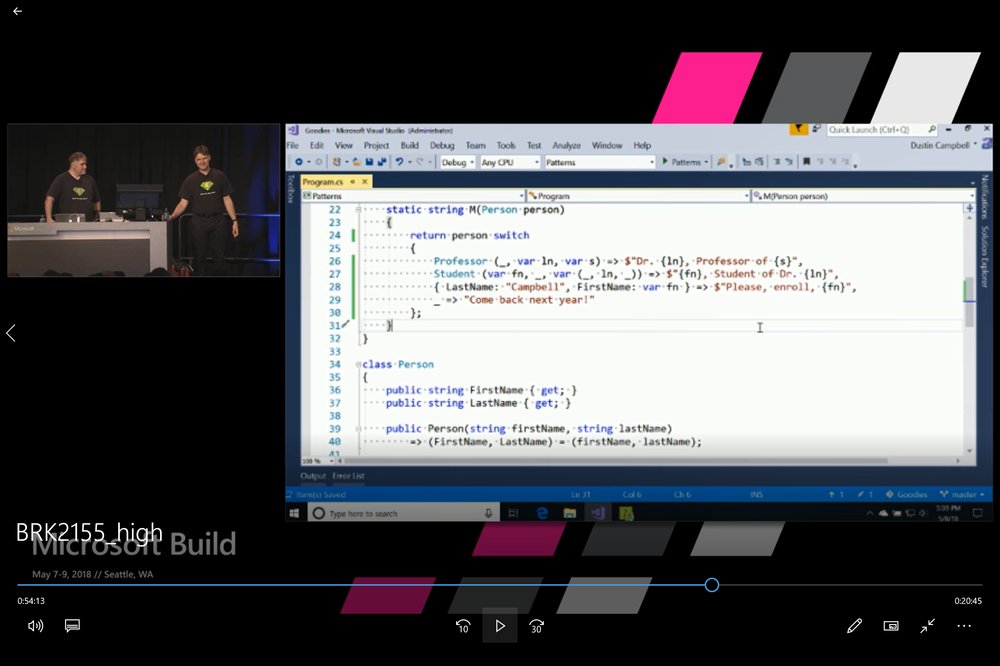 Goodies - Microsoft Visual Studio (Administrator)
Quick Launch (Ctrl+Q)
File Edit View Project Build Debug Team Tools Test Analyze Window Help
Dustin Campbell
Debug Any CPU Patterns Patterns
Toolbox
Program.cs
Notifications
Solution Explorer
Patterns Program M(Person person)
22 static string M(Person person)
23 {
24 return person switch
25 {
26 Professor (_, var ln, var s) => $"Dr. {ln}, Professor of {s}",
27 Student (var fn, _, var (_, ln, _)) => $"{fn}, Student of Dr. {ln}",
28 { LastName: "Campbell", FirstName: var fn } => $"Please, enroll, {fn}",
29 _ => "Come back next year!"
30 };
31 }
32 }
33
34 class Person
35 {
36 public string FirstName { get; }
37 public string LastName { get; }
38
39 public Person(string firstName, string lastName)
40 => (FirstName, LastName) = (firstName, lastName);
41
100 %
Output Error List
Item(s) Saved Ln 31 Col 6 Ch 6 INS 1 1 Goodies master
Type here to search
5:39 PM
5/8/18
Microsoft
BRK2155_high
Microsoft Build
May 7-9, 2018 // Seattle, WA
0:54:13 0:20:45
10 30